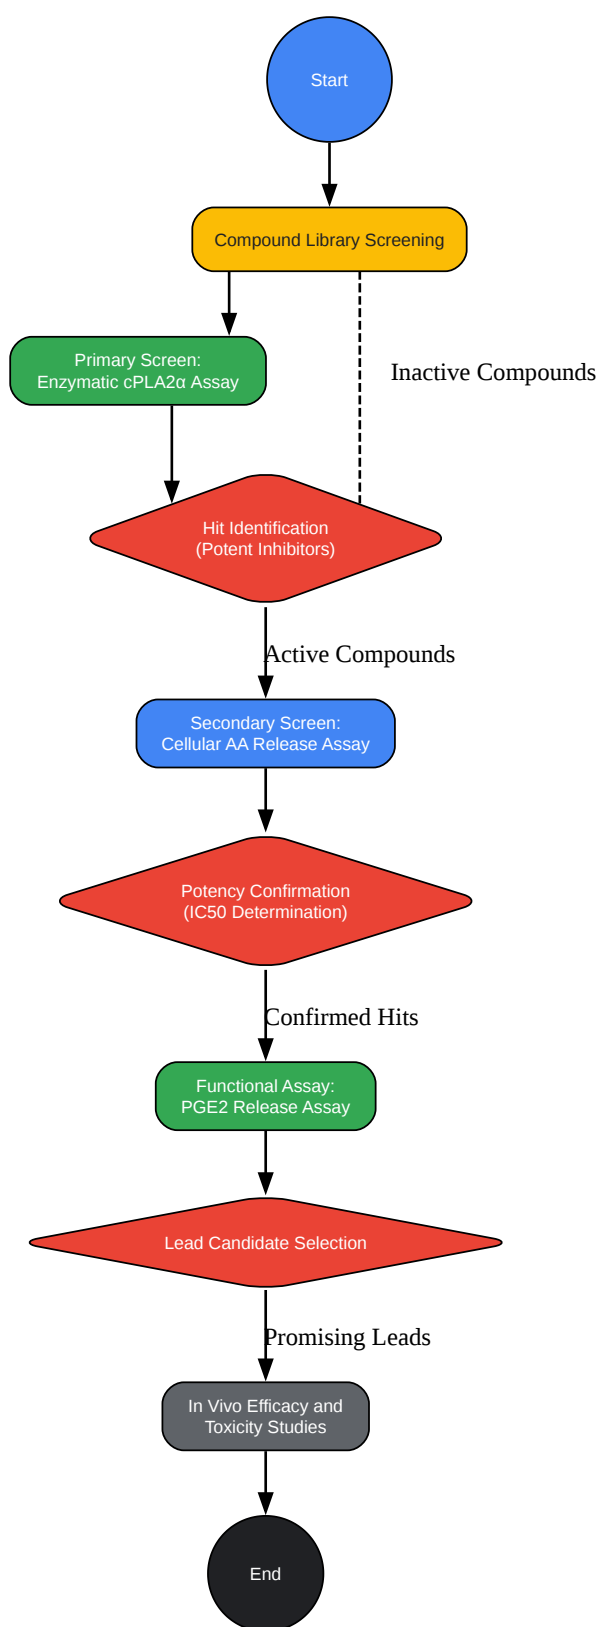 Start
Compound Library Screening
Primary Screen:
Enzymatic cPLA2α Assay
Inactive Compounds
Hit Identification
(Potent Inhibitors)
Active Compounds
Secondary Screen:
Cellular AA Release Assay
Potency Confirmation
(IC50 Determination)
Confirmed Hits
Functional Assay:
PGE2 Release Assay
Lead Candidate Selection
Promising Leads
In Vivo Efficacy and
Toxicity Studies
End